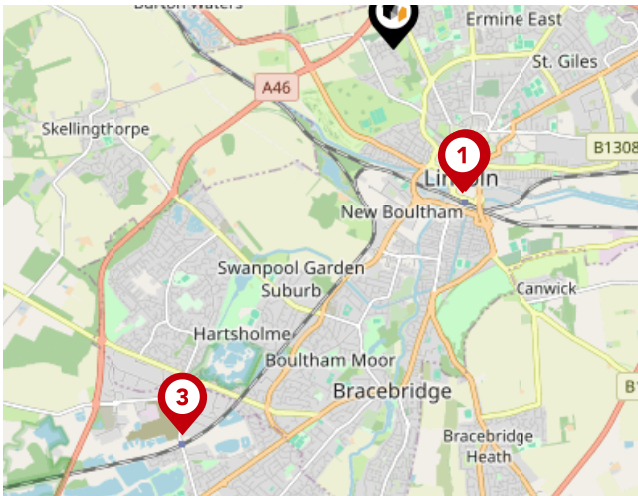 Burton Waters
Ermine East
St. Giles
A46
Skellingthorpe
B1308
1
Lincoln
New Boultham
Swanpool Garden
Suburb
Canwick
Hartsholme
Boultham Moor
Bracebridge
3
Bracebridge
Heath